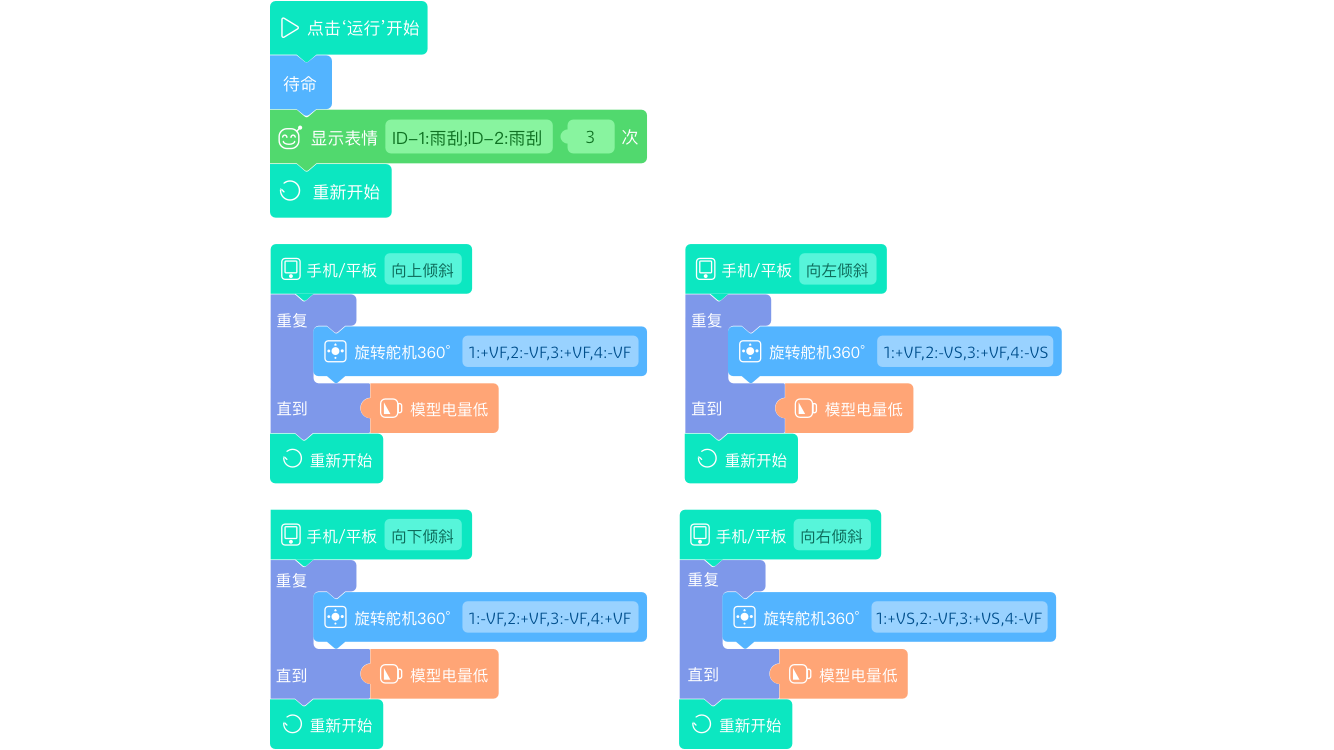 点击‘运行’开始
待命
显示表情 ID-1:雨刮;ID-2:雨刮 3 次
重新开始
手机/平板 向上倾斜
重复
旋转舵机360° 1:+VF,2:-VF,3:+VF,4:-VF
直到 模型电量低
重新开始
手机/平板 向左倾斜
重复
旋转舵机360° 1:+VF,2:-VS,3:+VF,4:-VS
直到 模型电量低
重新开始
手机/平板 向下倾斜
重复
旋转舵机360° 1:-VF,2:+VF,3:-VF,4:+VF
直到 模型电量低
重新开始
手机/平板 向右倾斜
重复
旋转舵机360° 1:+VS,2:-VF,3:+VS,4:-VF
直到 模型电量低
重新开始